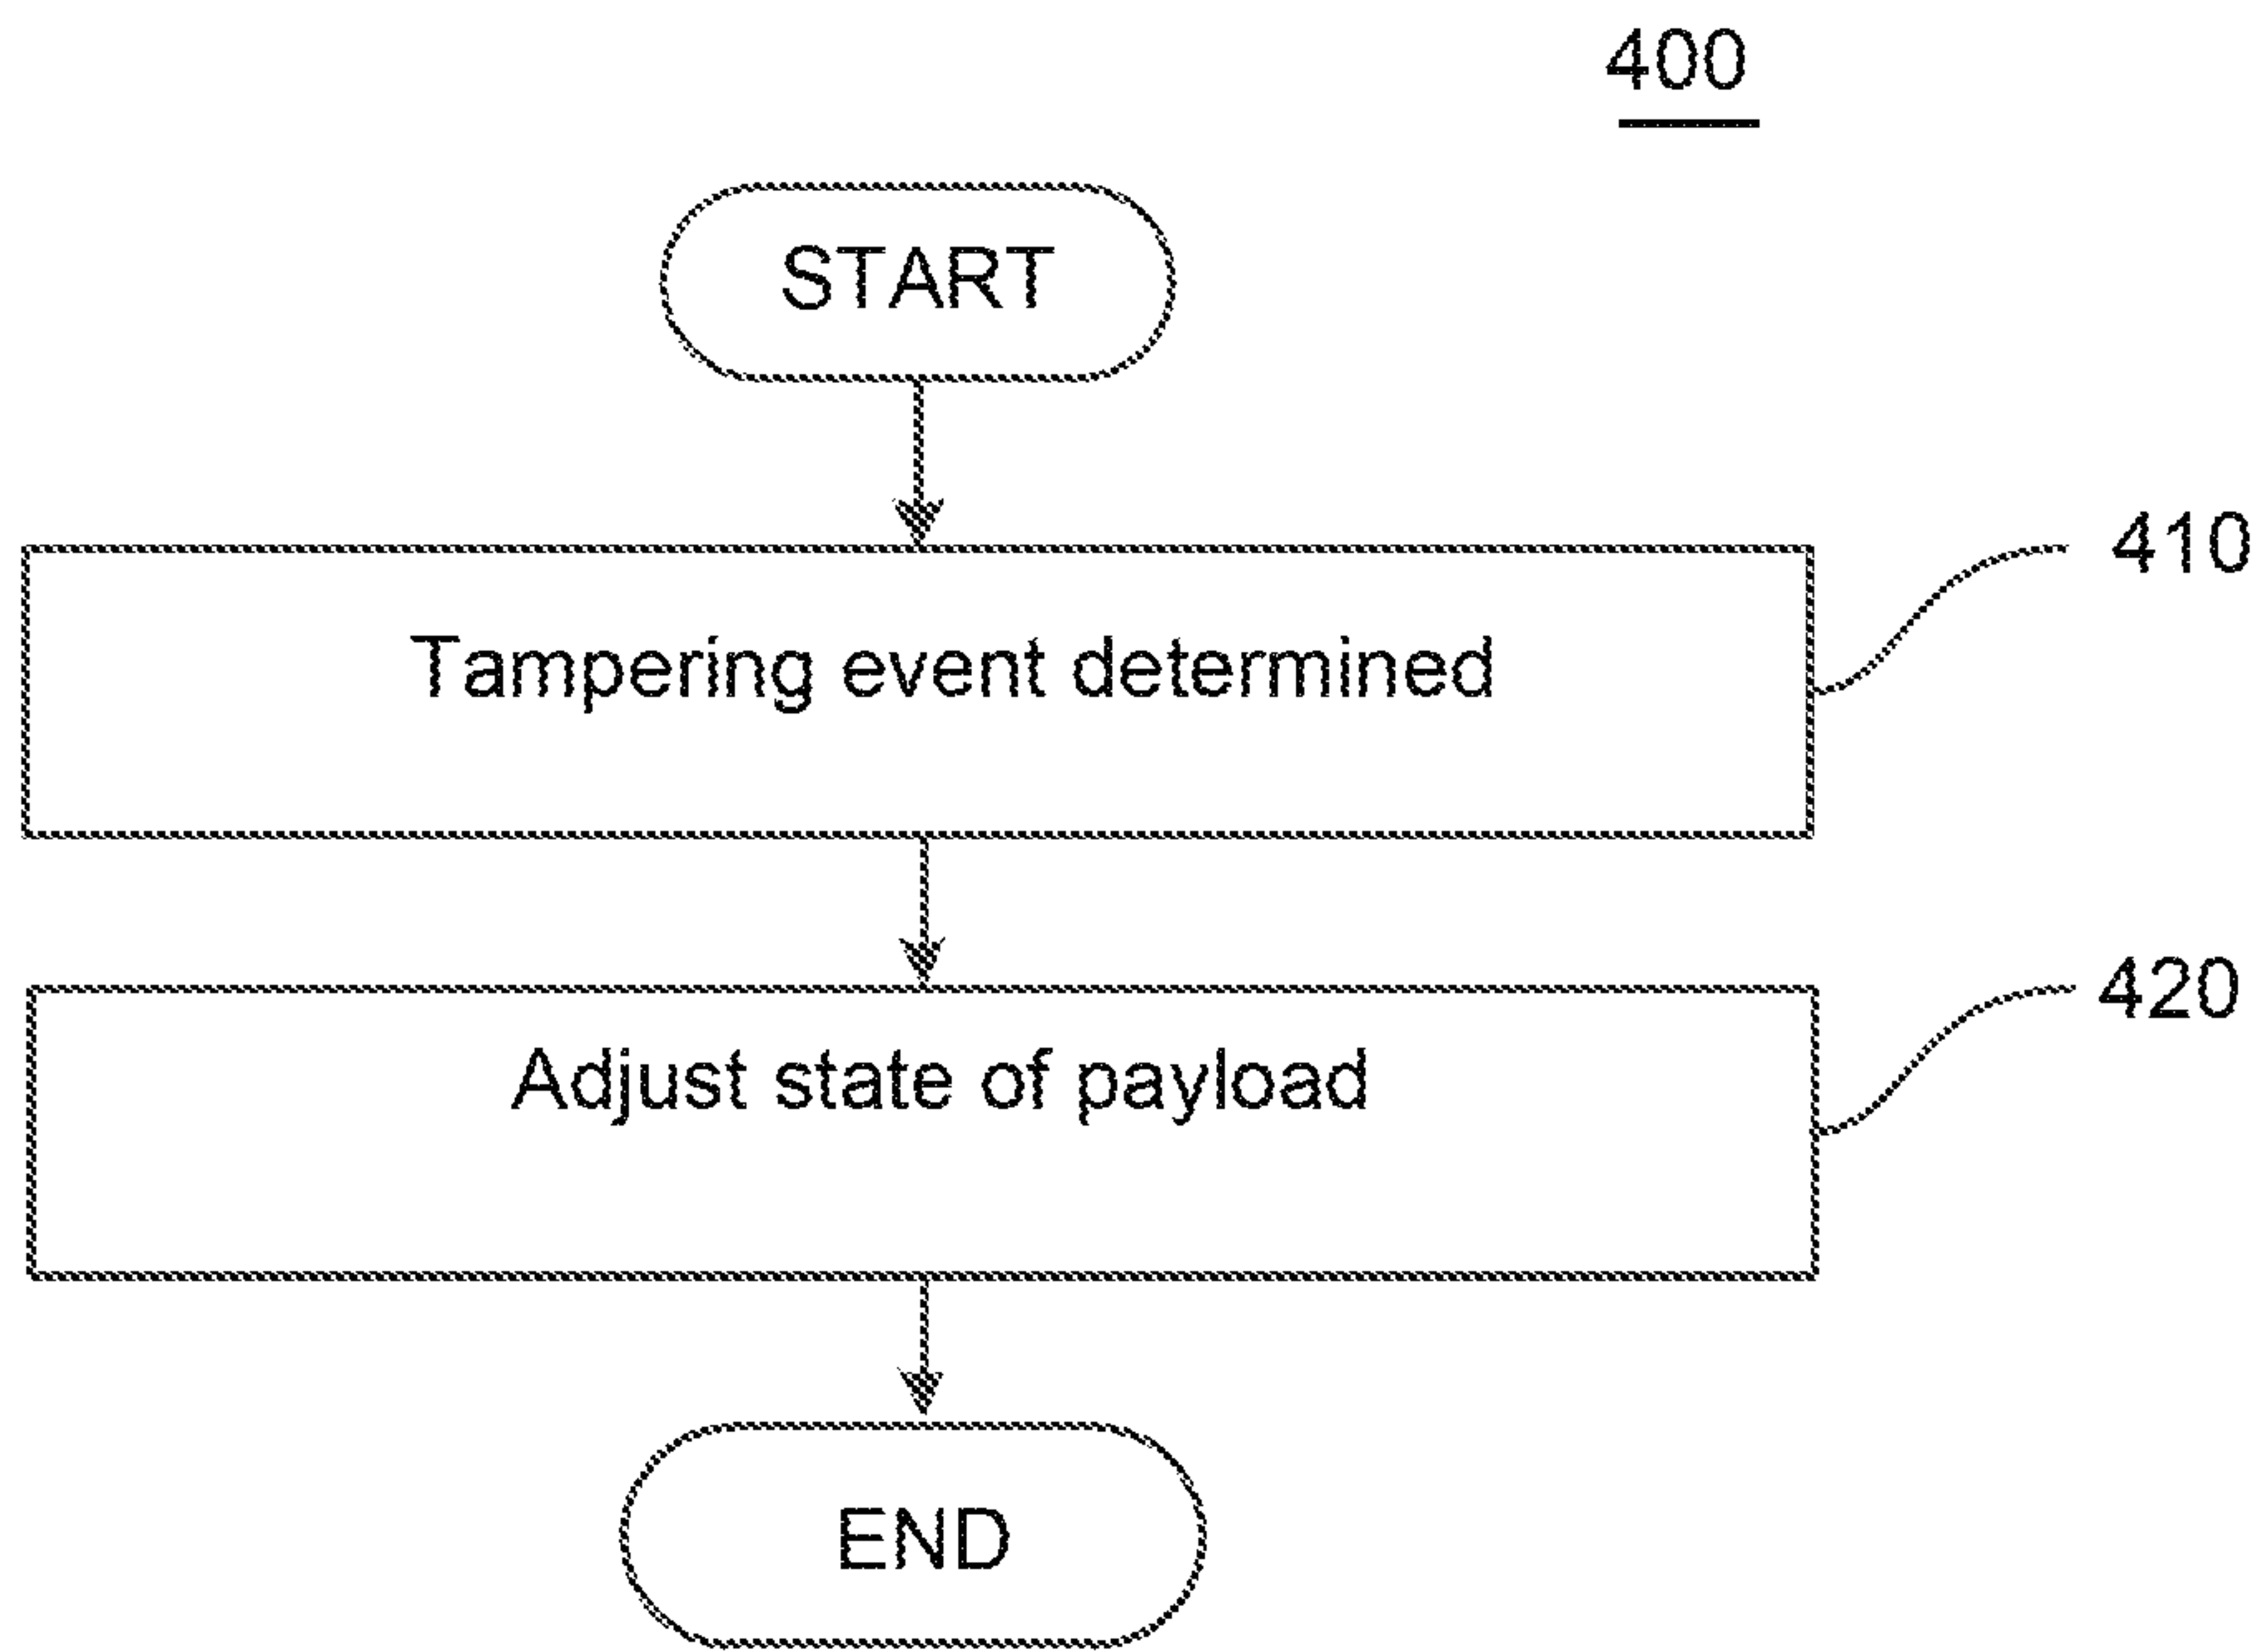 400
START
Tampering event determined
410
Adjust state of payload
420
END